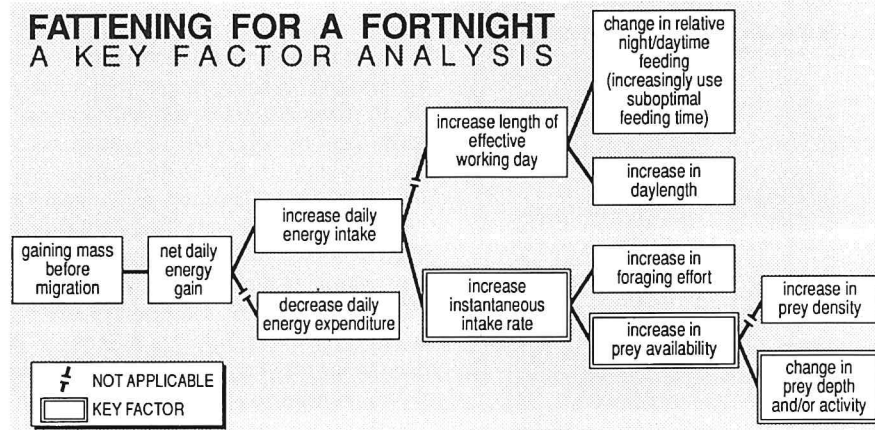 FATTENING FOR A FORTNIGHT
A KEY FACTOR ANALYSIS
gaining mass
before
migration
net daily
energy
gain
increase daily
energy intake
decrease daily
energy expenditure
increase length of
effective
working day
increase
instantaneous
intake rate
change in relative
night/daytime
feeding
(increasingly use
suboptimal
feeding time)
increase in
daylength
increase in
foraging effort
increase in
prey availability
increase in
prey density
change in
prey depth
and/or activity
NOT APPLICABLE
KEY FACTOR